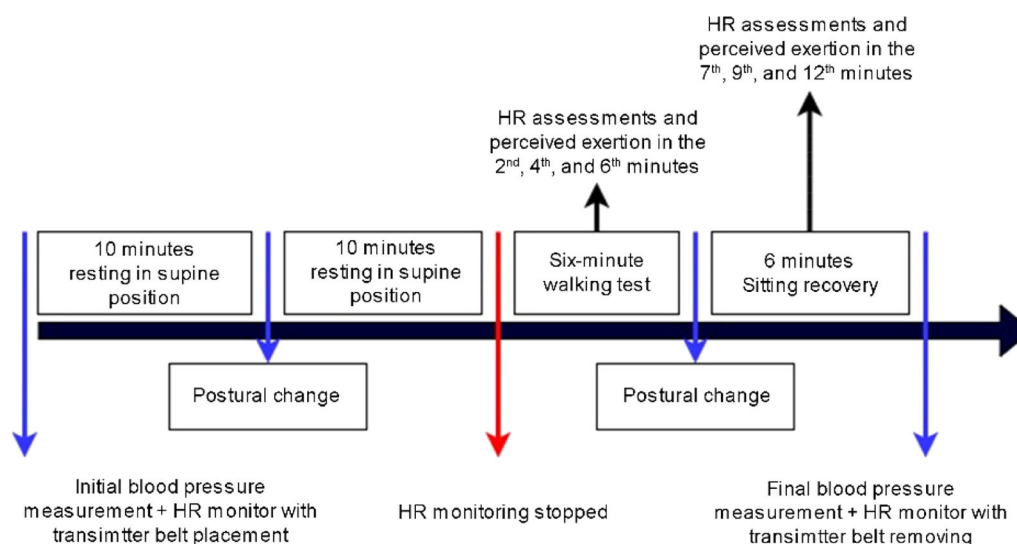 HR assessments and
perceived exertion in the
7th, 9th, and 12th minutes
HR assessments and
perceived exertion in the
2nd, 4th, and 6th minutes
10 minutes
resting in supine
position
10 minutes
resting in supine
position
Six-minute
walking test
6 minutes
Sitting recovery
Postural change
Postural change
Initial blood pressure
measurement + HR monitor with
transimtter belt placement
HR monitoring stopped
Final blood pressure
measurement + HR monitor with
transimtter belt removing